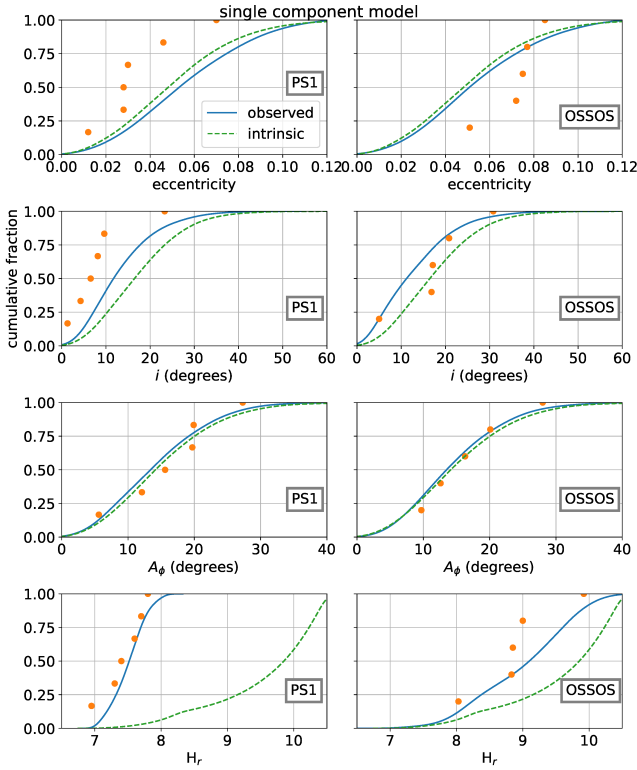 single component model
1.00
0.75
0.50
0.25
0.00
PS1
observed
intrinsic
OSSOS
0.00 0.02 0.04 0.06 0.08 0.10 0.12
0.00 0.02 0.04 0.06 0.08 0.10 0.12
eccentricity
eccentricity
cumulative fraction
1.00
0.75
0.50
0.25
0.00
PS1
OSSOS
0 10 20 30 40 50 60
0 10 20 30 40 50 60
i (degrees)
i (degrees)
1.00
0.75
0.50
0.25
0.00
PS1
OSSOS
0 10 20 30 40
0 10 20 30 40
Aϕ (degrees)
Aϕ (degrees)
1.00
0.75
0.50
0.25
0.00
PS1
OSSOS
7 8 9 10
7 8 9 10
Hr
Hr